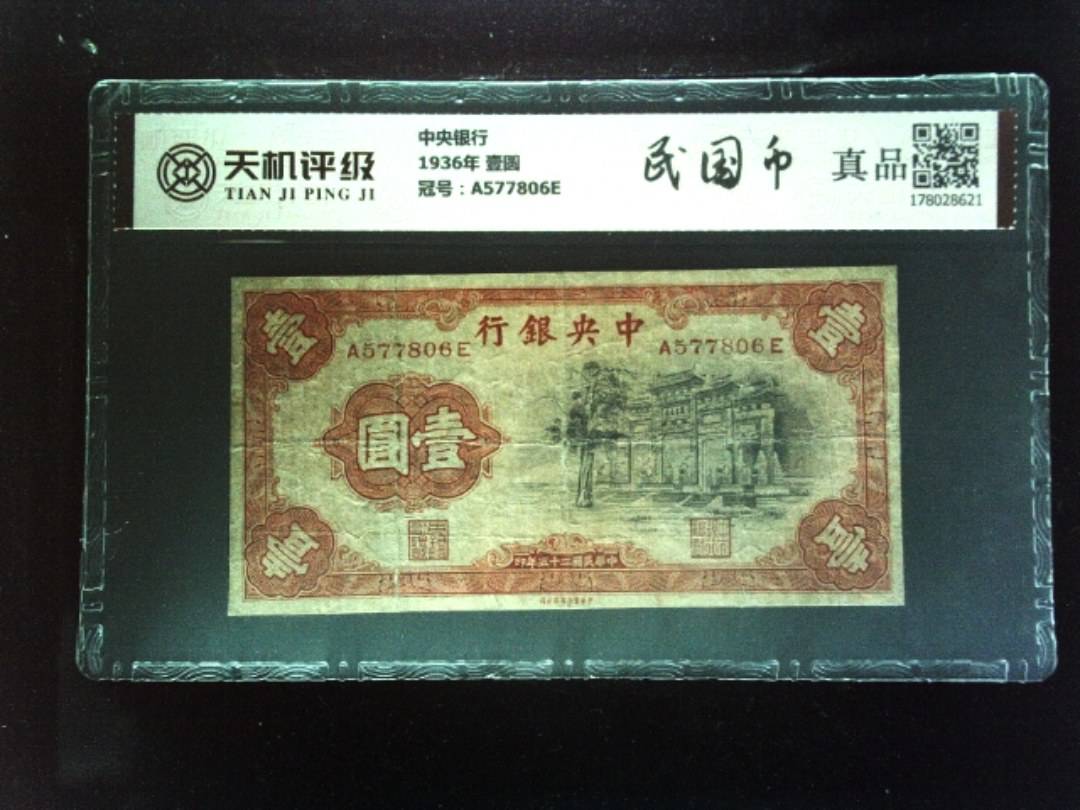 天机评级
TIAN JI PING JI
中央银行
1936年 壹圆
冠号：A577806E
民国币
真品
178028621
行銀央中
A577806E
A577806E
壹
壹
圓壹
壹
壹